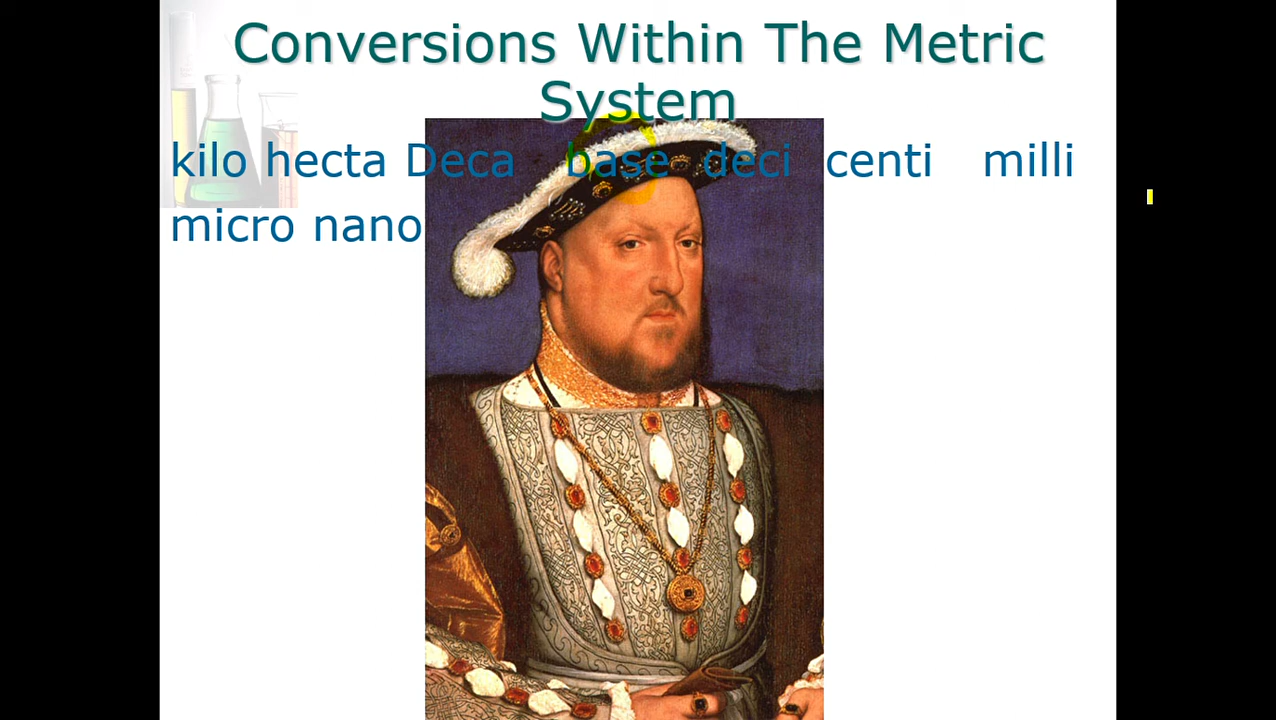 Conversions Within The Metric
System
kilo hecta Deca base deci centi milli
micro nano